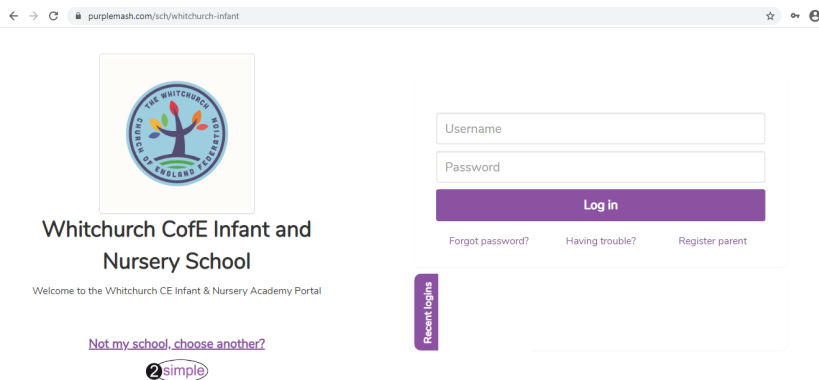 purplemash.com/sch/whitchurch-infant
THE WHITCHURCH
CHURCH OF ENGLAND FEDERATION
Whitchurch CofE Infant and
Nursery School
Welcome to the Whitchurch CE Infant & Nursery Academy Portal
Not my school, choose another?
2simple
Username
Password
Log in
Forgot password? Having trouble? Register parent
Recent logins